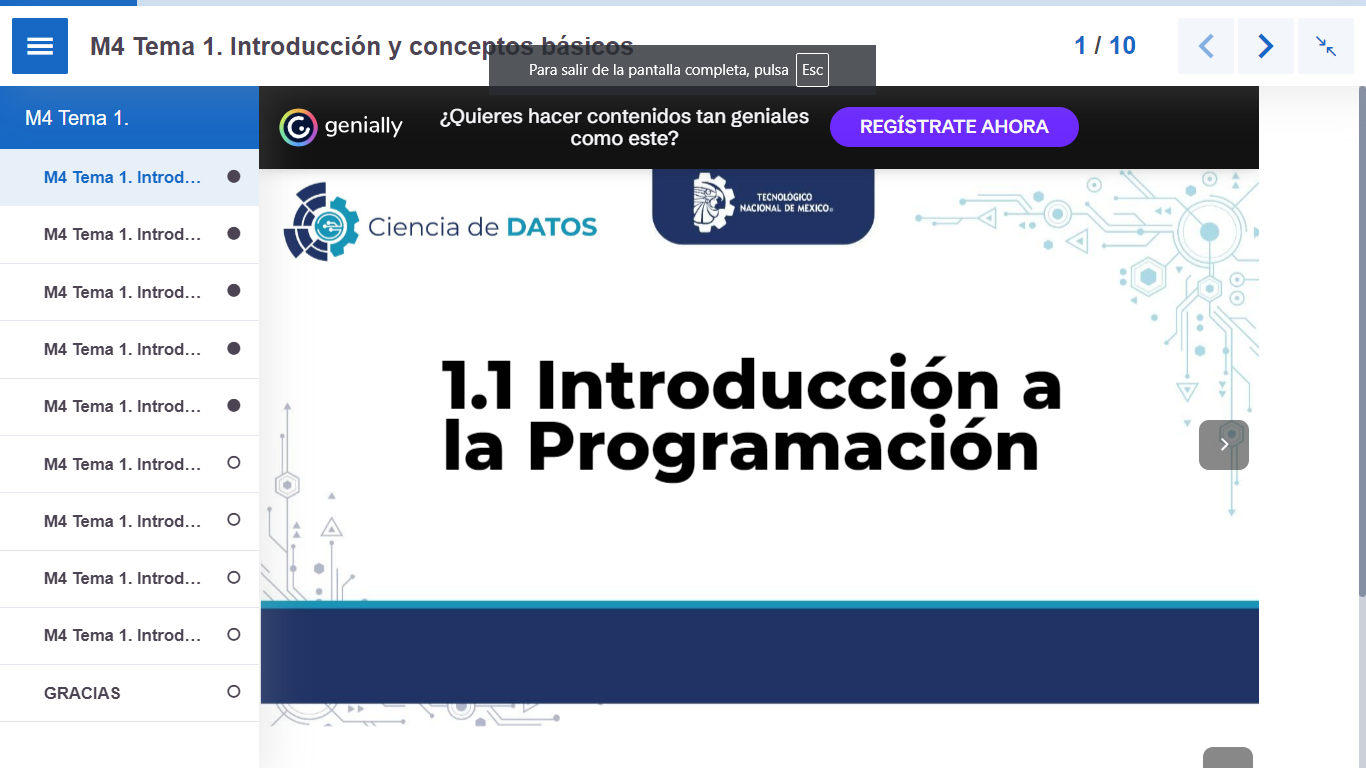 M4 Tema 1. Introducción y conceptos básicos
1 / 10
Para salir de la pantalla completa, pulsa Esc
M4 Tema 1.
M4 Tema 1. Introd...
M4 Tema 1. Introd...
M4 Tema 1. Introd...
M4 Tema 1. Introd...
M4 Tema 1. Introd...
M4 Tema 1. Introd...
M4 Tema 1. Introd...
M4 Tema 1. Introd...
M4 Tema 1. Introd...
GRACIAS
genially
¿Quieres hacer contenidos tan geniales
como este?
REGÍSTRATE AHORA
Ciencia de DATOS
TECNOLÓGICO
NACIONAL DE MÉXICO®
1.1 Introducción a
la Programación